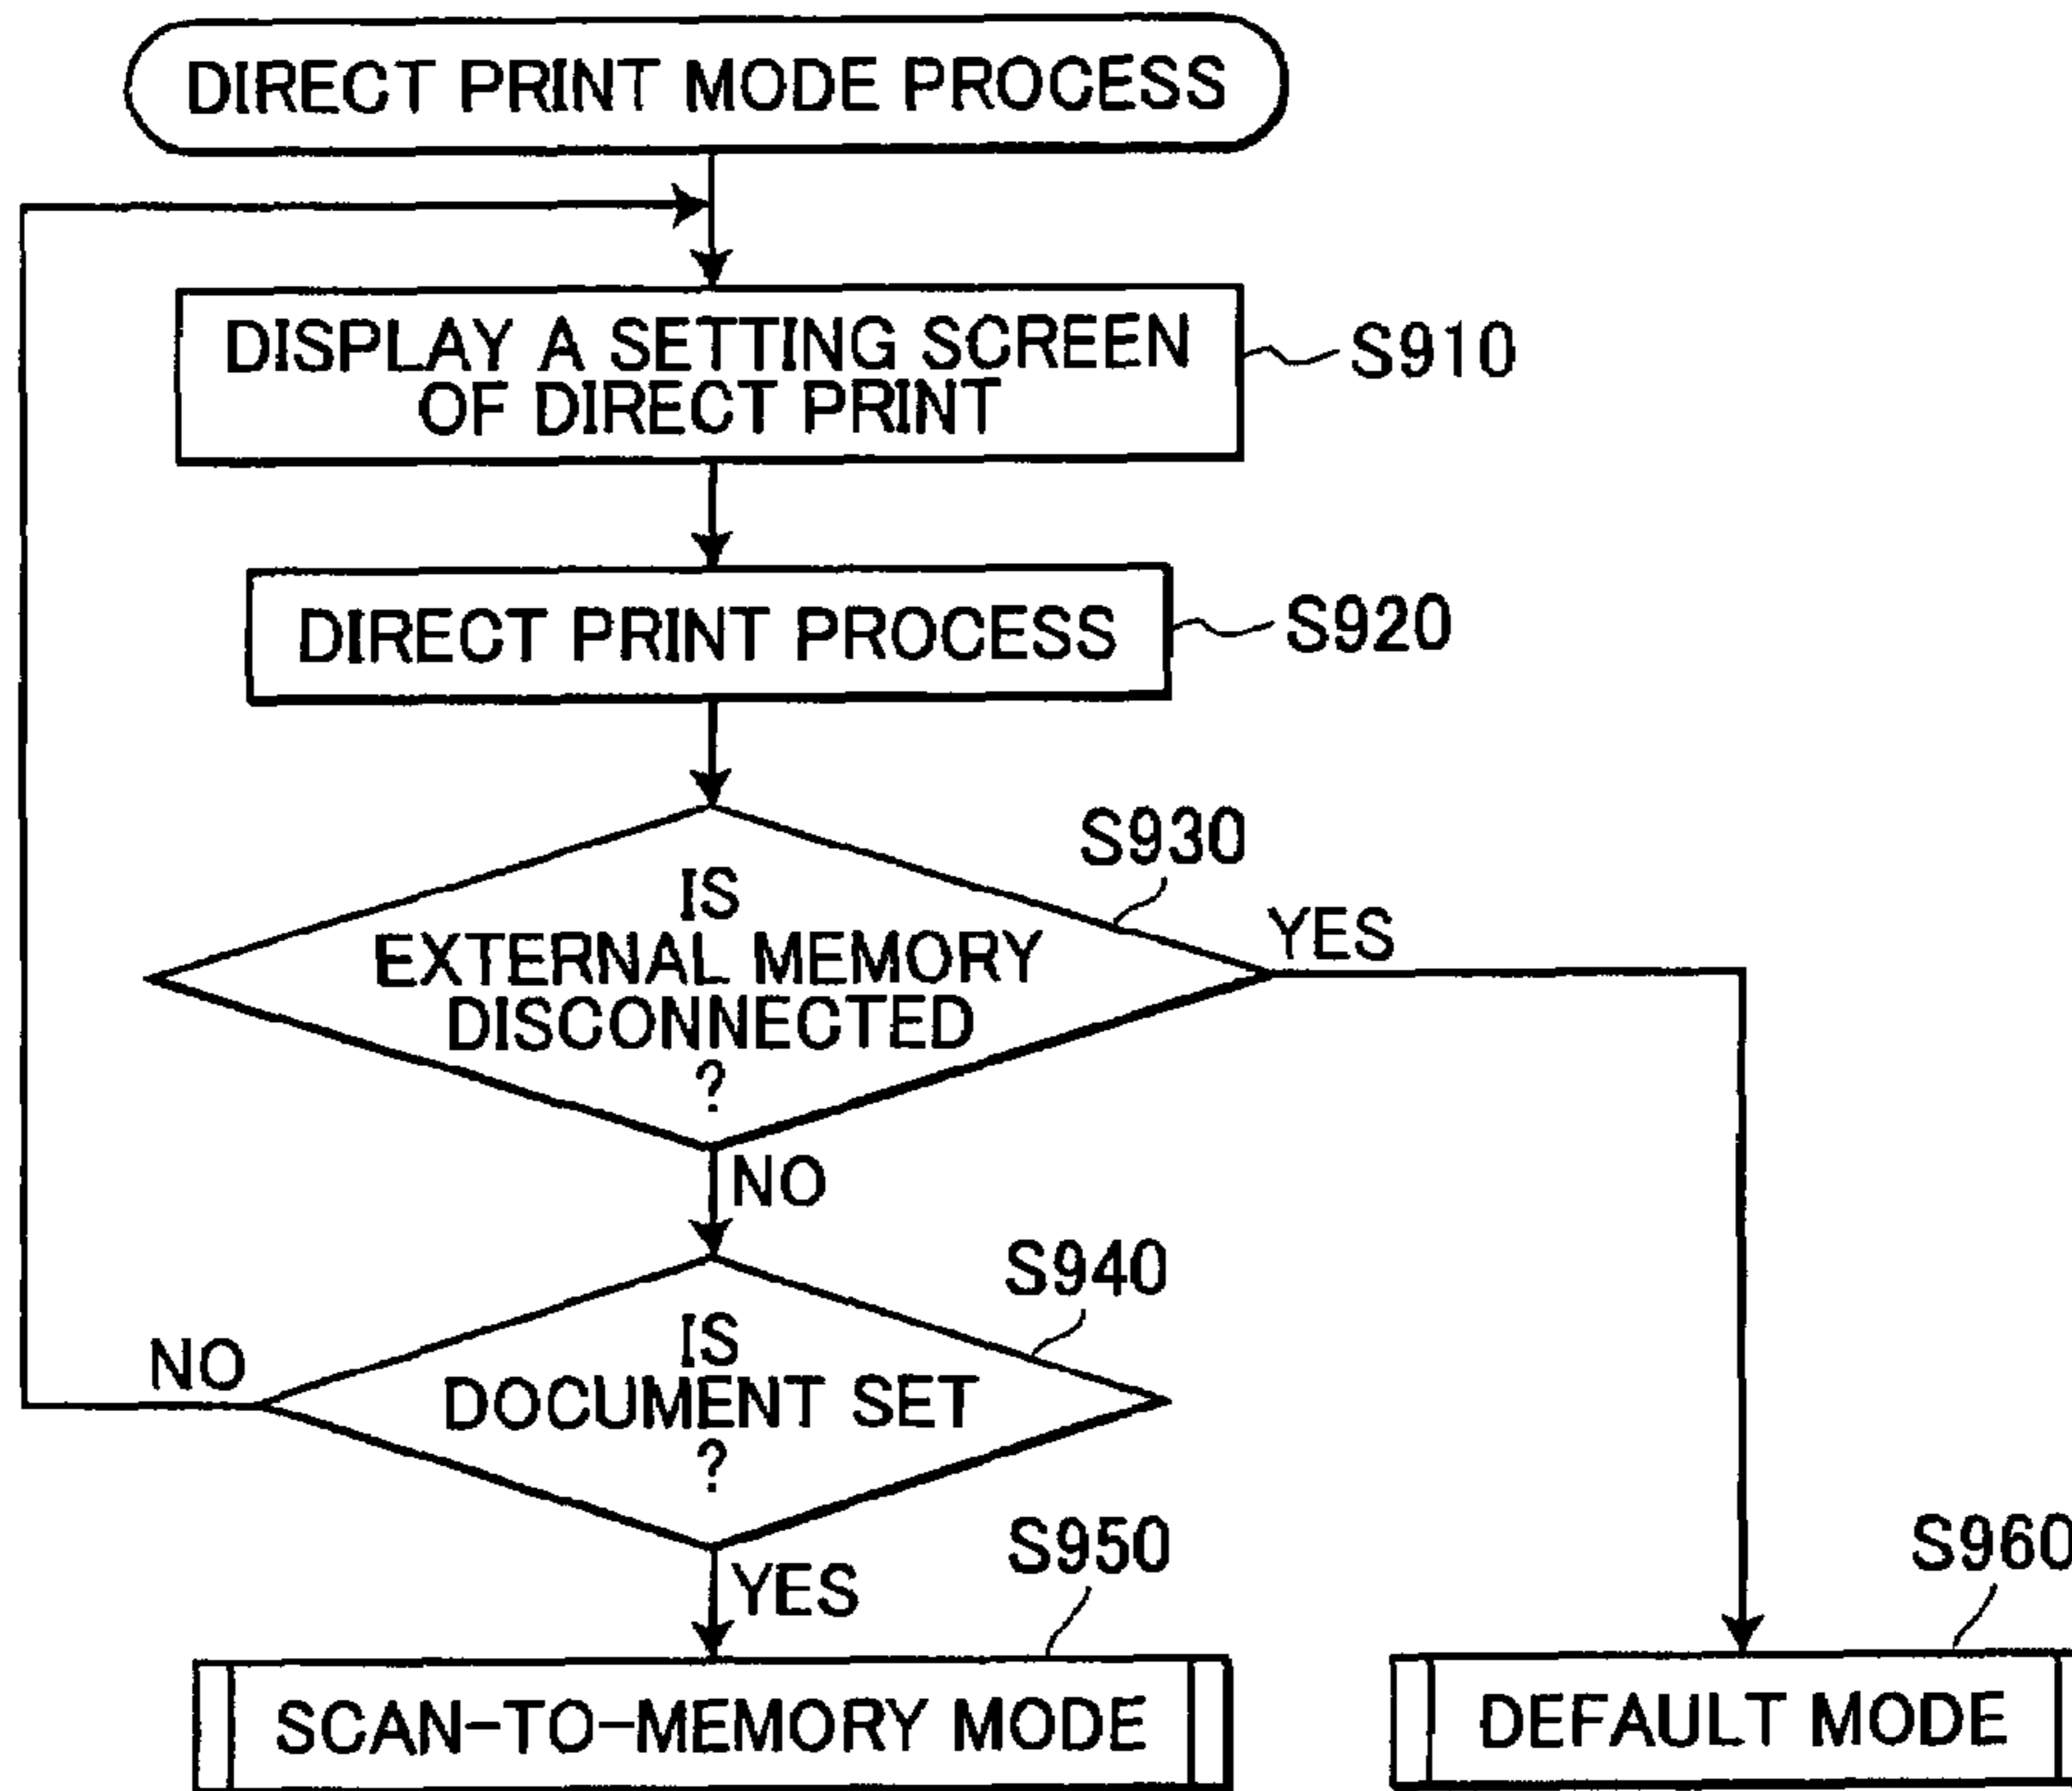 DIRECT PRINT MODE PROCESS
DISPLAY A SETTING SCREEN
OF DIRECT PRINT
S910
DIRECT PRINT PROCESS
S920
S930
IS
EXTERNAL MEMORY
DISCONNECTED
?
YES
NO
S940
IS
DOCUMENT SET
?
NO
YES
S950
SCAN-TO-MEMORY MODE
S960
DEFAULT MODE